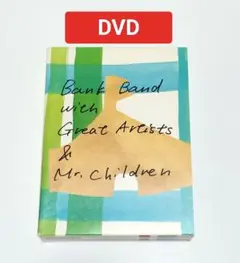 DVD
Bank Band
with
Great Artists
&
Mr. Children